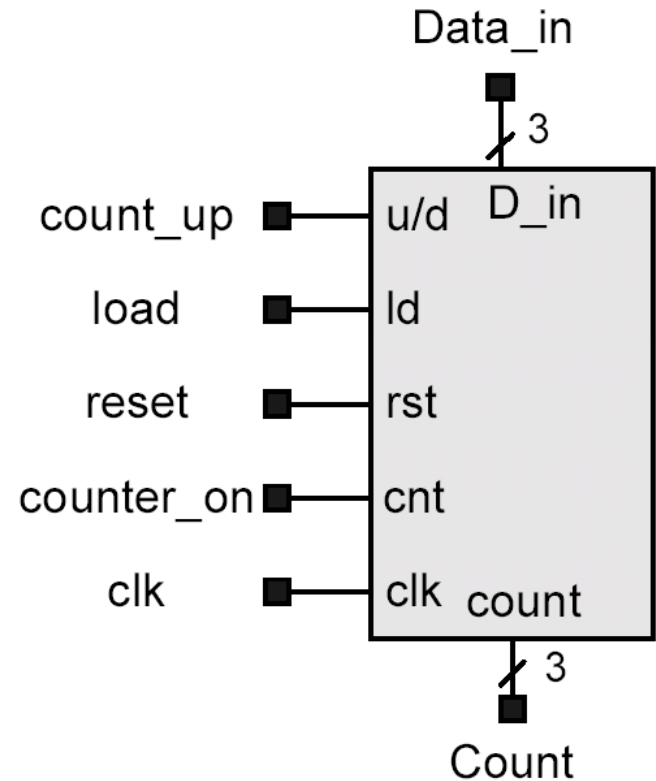 Data_in
3
D_in
count_up
u/d
load
ld
reset
rst
counter_on
cnt
clk
clk
count
3
Count